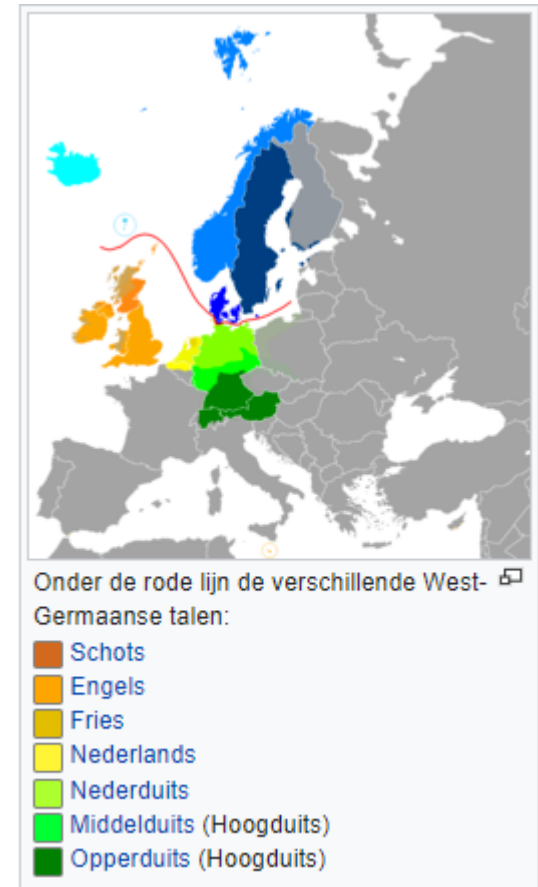 Onder de rode lijn de verschillende West-
Germaanse talen:
Schots
Engels
Fries
Nederlands
Nederduits
Middelduits (Hoogduits)
Opperduits (Hoogduits)